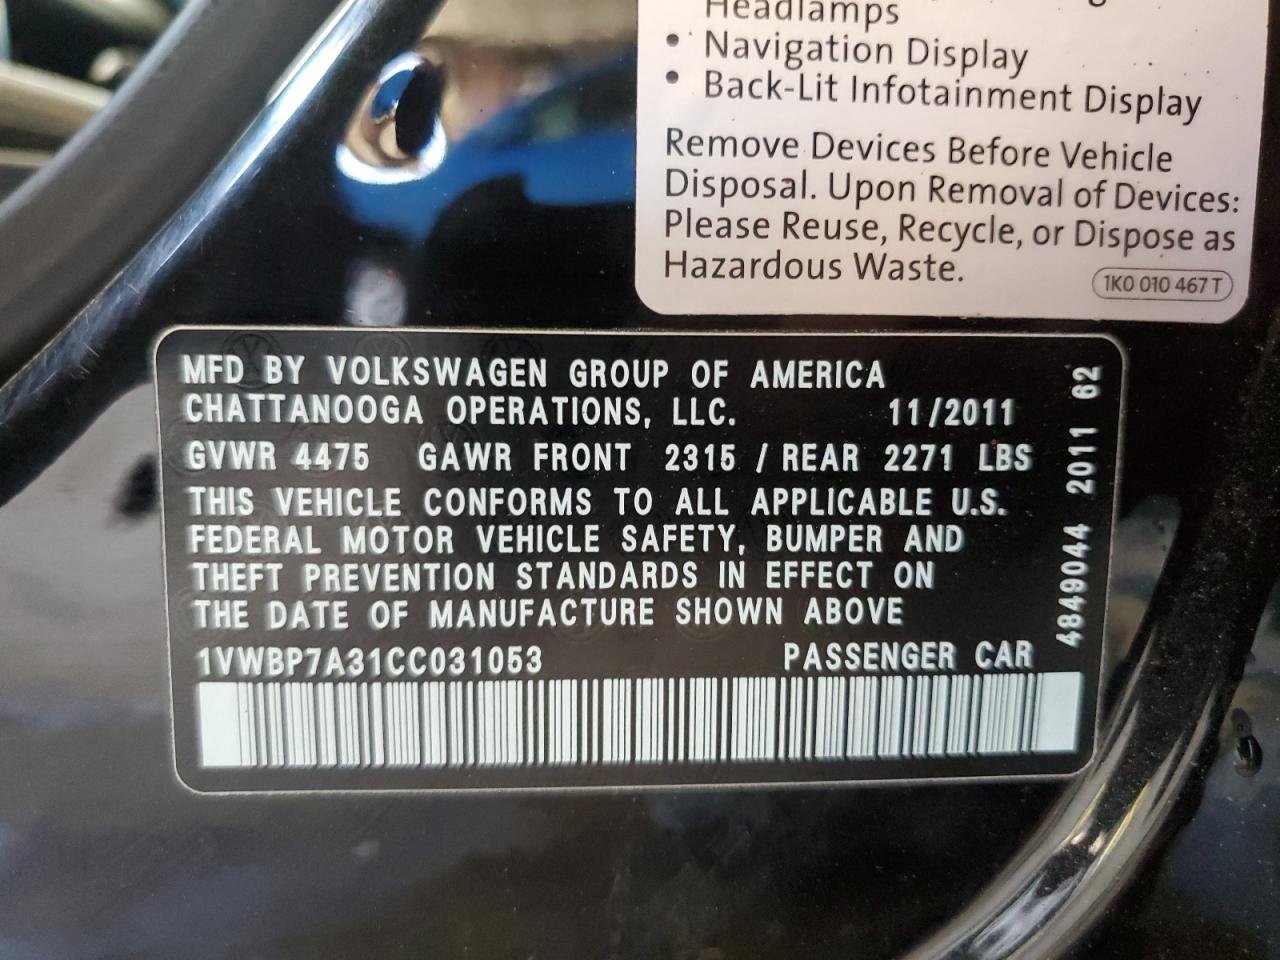 Headlamps
• Navigation Display
• Back-Lit Infotainment Display
Remove Devices Before Vehicle
Disposal. Upon Removal of Devices:
Please Reuse, Recycle, or Dispose as
Hazardous Waste.
1K0 010 467 T
MFD BY VOLKSWAGEN GROUP OF AMERICA
CHATTANOOGA OPERATIONS, LLC. 11/2011
GVWR 4475 GAWR FRONT 2315 / REAR 2271 LBS
THIS VEHICLE CONFORMS TO ALL APPLICABLE U.S.
FEDERAL MOTOR VEHICLE SAFETY, BUMPER AND
THEFT PREVENTION STANDARDS IN EFFECT ON
THE DATE OF MANUFACTURE SHOWN ABOVE
1VWBP7A31CC031053 PASSENGER CAR
4849044 2011 62